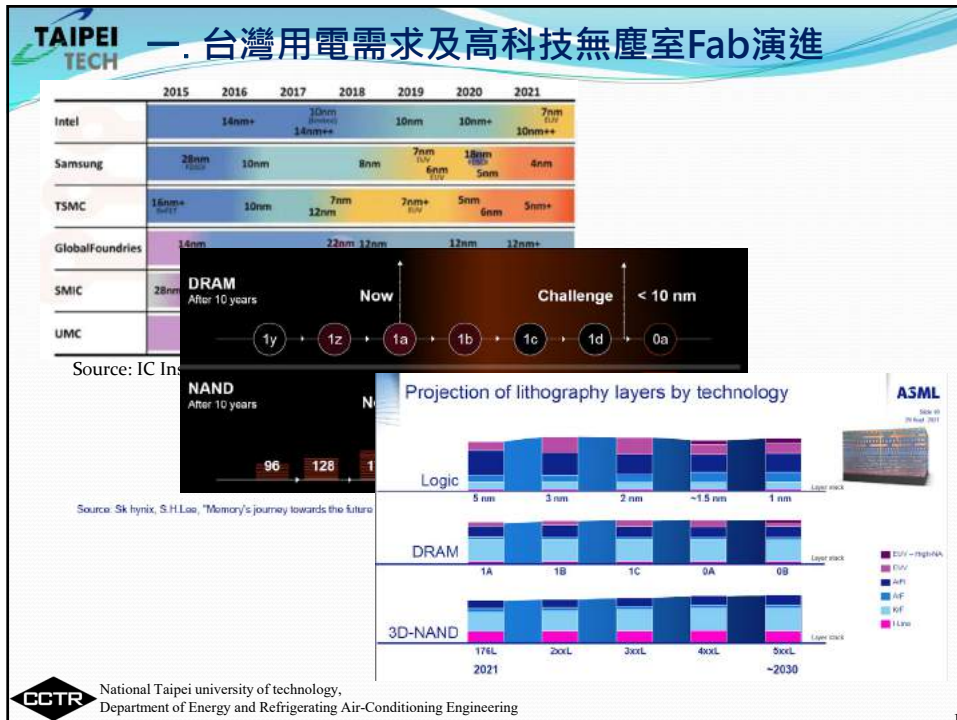 TAIPEI
TECH
一. 台灣用電需求及高科技無塵室Fab演進
2015 2016 2017 2018 2019 2020 2021
Intel 14nm+ 10nm 14nm++ 10nm 10nm+ 7nm EUV 10nm++
Samsung 28nm FDSOI 10nm 8nm 7nm EUV 6nm EUV 18nm 5nm 4nm
TSMC 16nm+ FinFET 10nm 7nm 12nm 7nm+ EUV 5nm 6nm 5nm+
GlobalFoundries 14nm 22nm 12nm 12nm 12nm+
SMIC 28nm
UMC
Source: IC Ins
DRAM
After 10 years
Now Challenge < 10 nm
1y 1z 1a 1b 1c 1d 0a
NAND
After 10 years
N
96 128 1
Source: Sk hynix, S.H.Lee, "Memory's journey towards the future
Projection of lithography layers by technology
ASML
Logic
Layer stack
5 nm 3 nm 2 nm ~1.5 nm 1 nm
DRAM
Layer stack
1A 1B 1C 0A 0B
EUV – High-NA
EUV
ArFi
ArF
KrF
I-Line
3D-NAND
Layer stack
176L 2xxL 3xxL 4xxL 5xxL
2021 ~2030
CCTR
National Taipei university of technology,
Department of Energy and Refrigerating Air-Conditioning Engineering
1